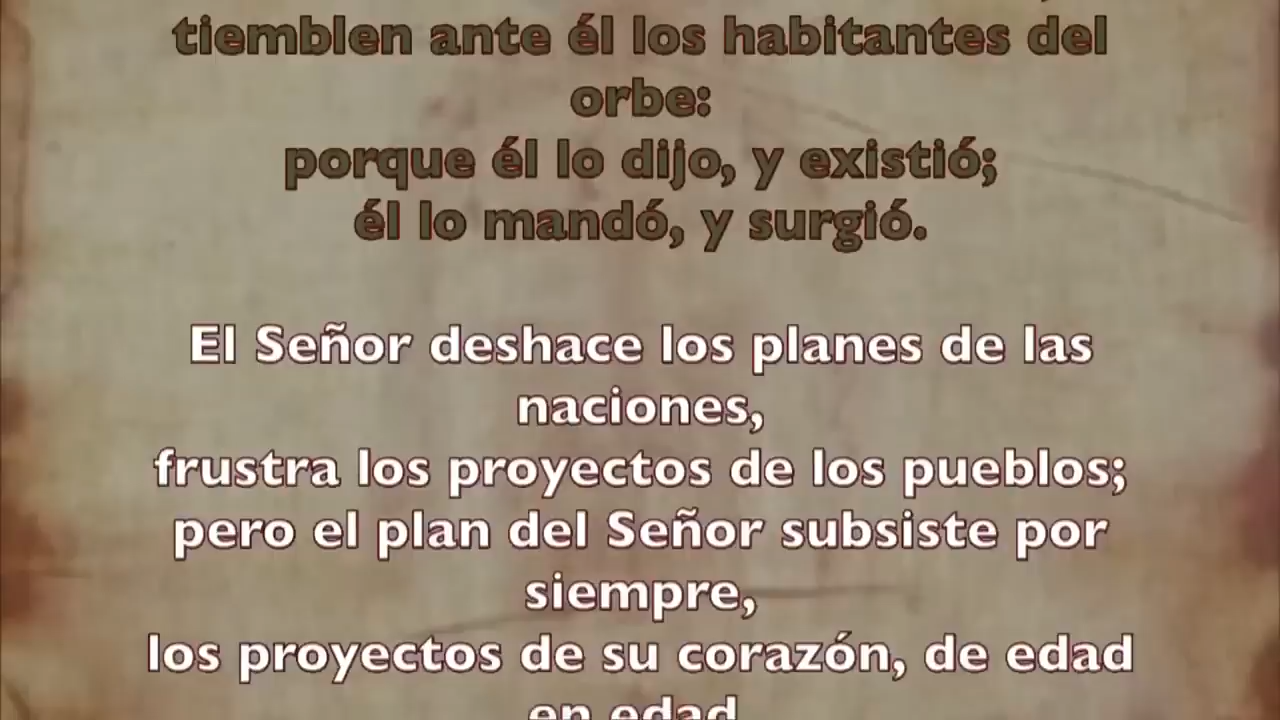 tiemblen ante él los habitantes del
orbe:
porque él lo dijo, y existió;
él lo mandó, y surgió.
El Señor deshace los planes de las
naciones,
frustra los proyectos de los pueblos;
pero el plan del Señor subsiste por
siempre,
los proyectos de su corazón, de edad
en edad